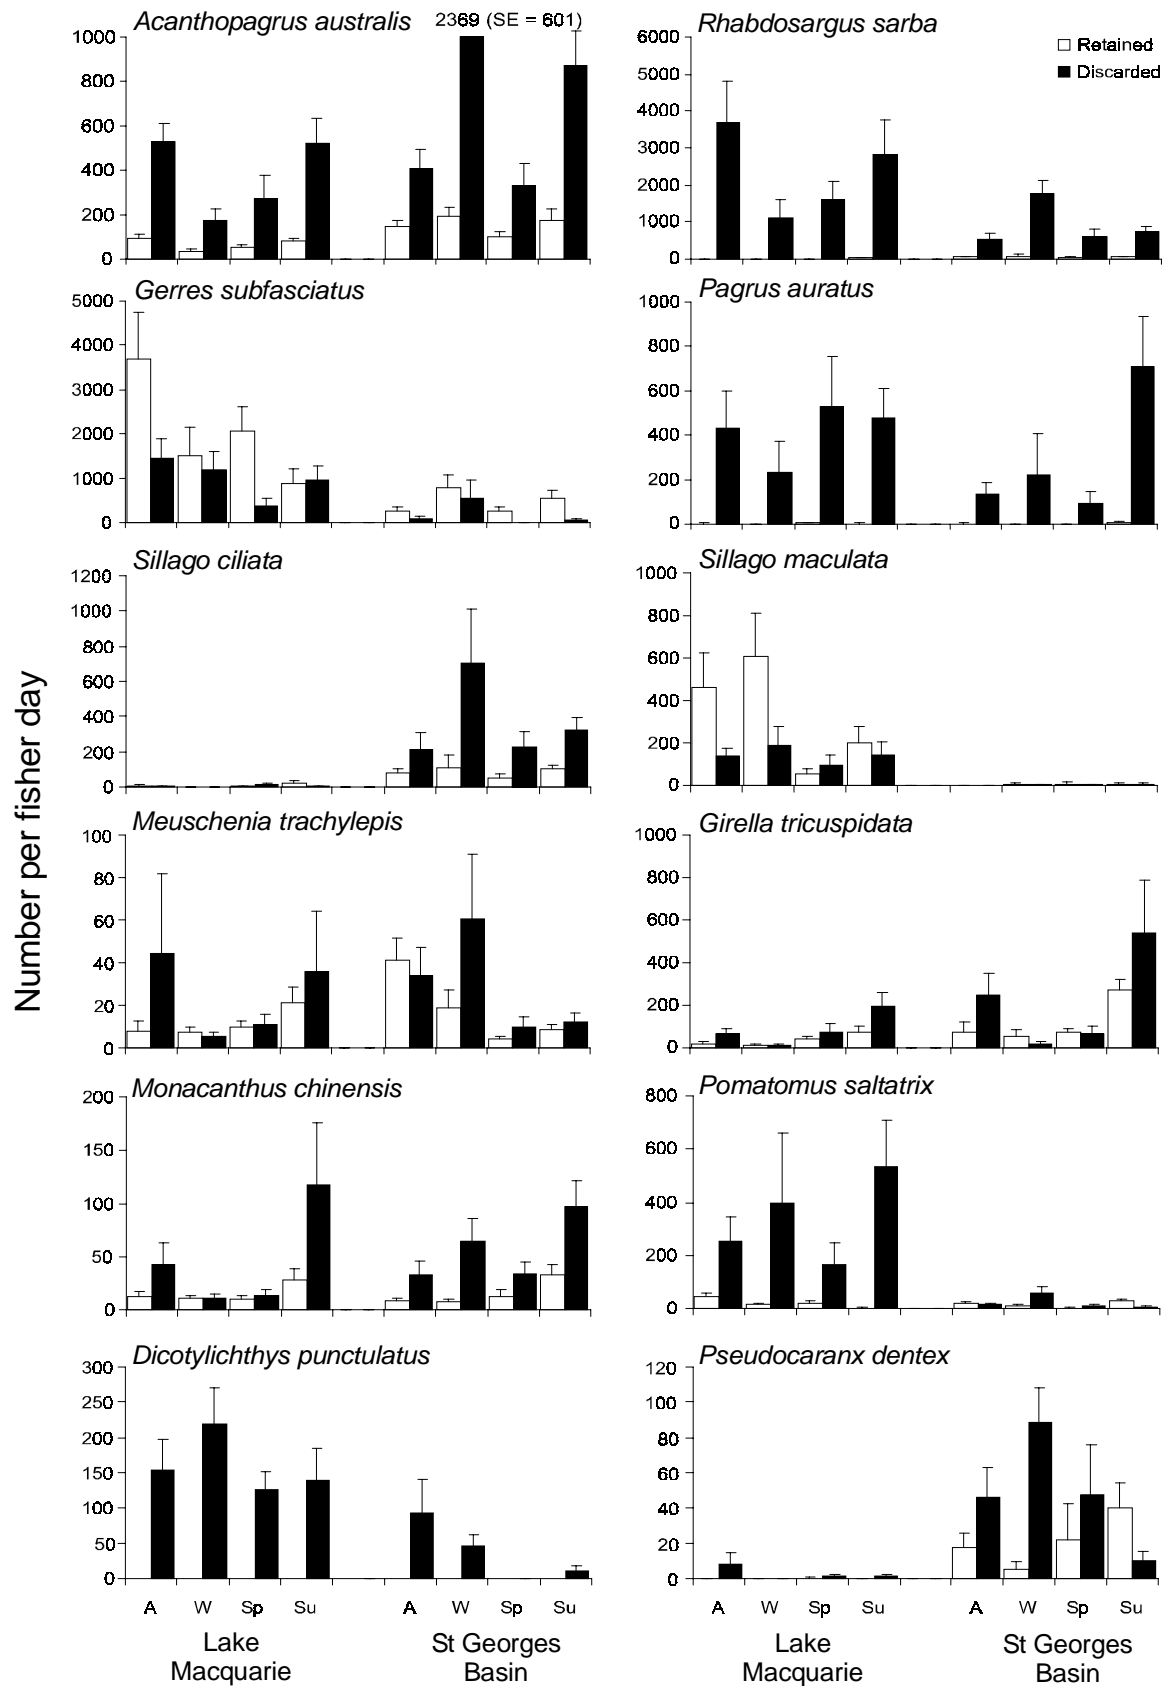 Acanthopagrus australis
2369 (SE = 601)
1000
800
600
400
200
0
Rhabdosargus sarba
Retained
Discarded
6000
5000
4000
3000
2000
1000
0
Gerres subfasciatus
5000
4000
3000
2000
1000
0
Pagrus auratus
1000
800
600
400
200
0
Number per fisher day
Sillago ciliata
1200
1000
800
600
400
200
0
Sillago maculata
1000
800
600
400
200
0
Meuschenia trachylepis
100
80
60
40
20
0
Girella tricuspidata
1000
800
600
400
200
0
Monacanthus chinensis
200
150
100
50
0
Pomatomus saltatrix
800
600
400
200
0
Dicotylichthys punctulatus
300
250
200
150
100
50
0
A W Sp Su A W Sp Su
Lake
Macquarie
St Georges
Basin
Pseudocaranx dentex
120
100
80
60
40
20
0
A W Sp Su A W Sp Su
Lake
Macquarie
St Georges
Basin